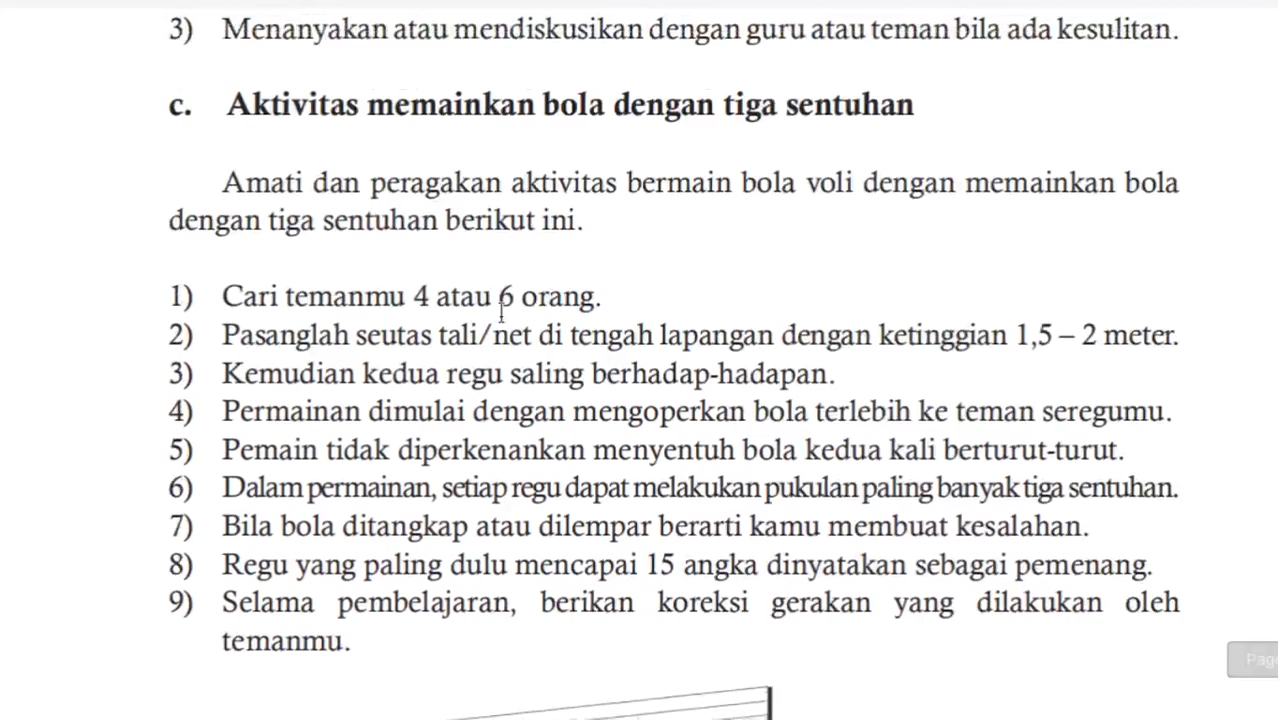 3) Menanyakan atau mendiskusikan dengan guru atau teman bila ada kesulitan.
c. Aktivitas memainkan bola dengan tiga sentuhan
Amati dan peragakan aktivitas bermain bola voli dengan memainkan bola
dengan tiga sentuhan berikut ini.
1) Cari temanmu 4 atau 6 orang.
2) Pasanglah seutas tali/net di tengah lapangan dengan ketinggian 1,5 – 2 meter.
3) Kemudian kedua regu saling berhadap-hadapan.
4) Permainan dimulai dengan mengoperkan bola terlebih ke teman seregumu.
5) Pemain tidak diperkenankan menyentuh bola kedua kali berturut-turut.
6) Dalam permainan, setiap regu dapat melakukan pukulan paling banyak tiga sentuhan.
7) Bila bola ditangkap atau dilempar berarti kamu membuat kesalahan.
8) Regu yang paling dulu mencapai 15 angka dinyatakan sebagai pemenang.
9) Selama pembelajaran, berikan koreksi gerakan yang dilakukan oleh
temanmu.